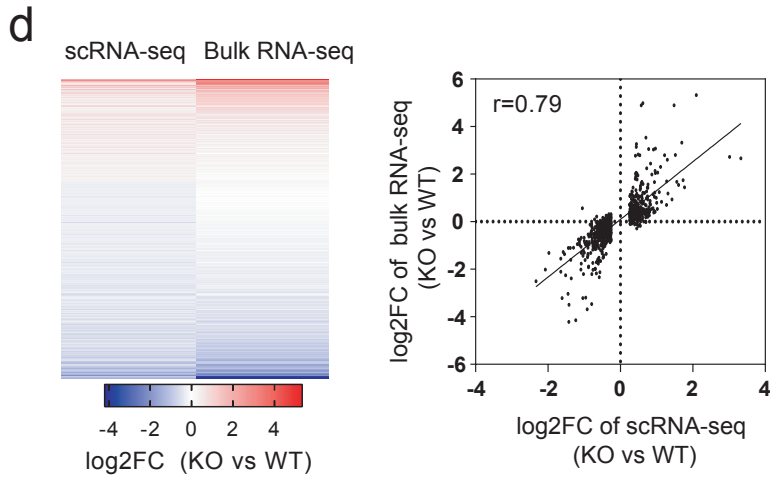 d
scRNA-seq Bulk RNA-seq
-4 -2 0 2 4
log2FC (KO vs WT)
r=0.79
6
4
2
0
-2
-4
-6
-4 -2 0 2 4
log2FC of bulk RNA-seq
(KO vs WT)
log2FC of scRNA-seq
(KO vs WT)